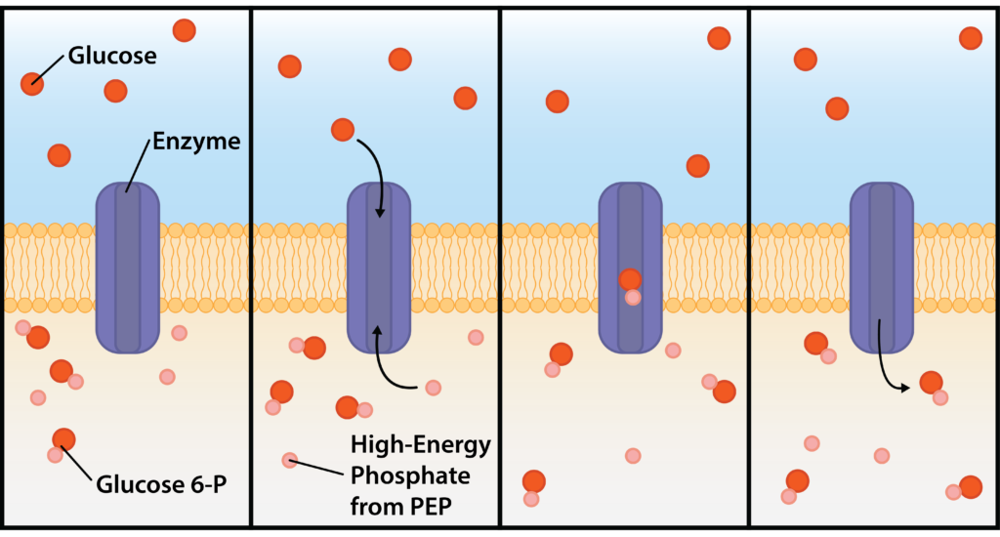 Glucose
Enzyme
Glucose 6-P
High-Energy
Phosphate
from PEP